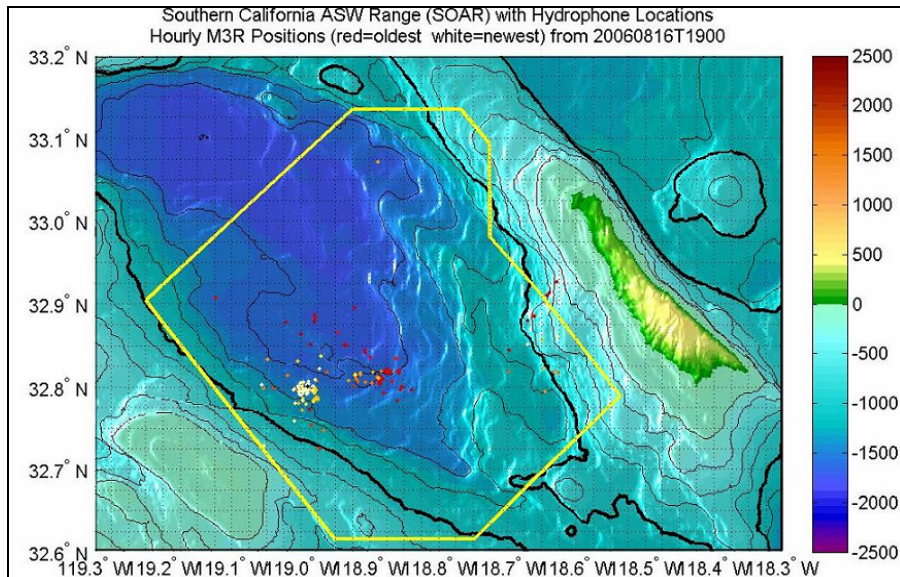 Southern California ASW Range (SOAR) with Hydrophone Locations
Hourly M3R Positions (red=oldest white=newest) from 20060816T1900
33.2° N
33.1° N
33.0° N
32.9° N
32.8° N
32.7° N
32.6° N
119.3° W119.2° W119.1° W119.0° W118.9° W118.8° W118.7° W118.6° W118.5° W118.4° W118.3° W
2500
2000
1500
1000
500
0
-500
-1000
-1500
-2000
-2500